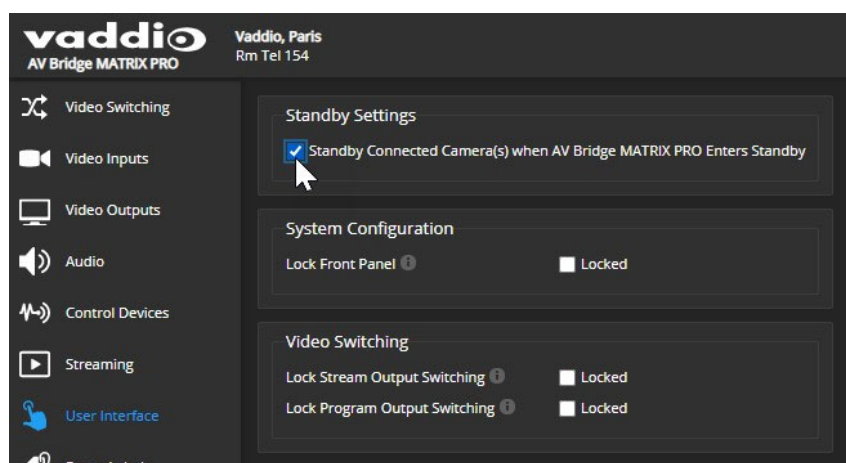 vaddio
AV Bridge MATRIX PRO
Vaddio, Paris
Rm Tel 154
Video Switching
Video Inputs
Video Outputs
Audio
Control Devices
Streaming
User Interface
Standby Settings
Standby Connected Camera(s) when AV Bridge MATRIX PRO Enters Standby
System Configuration
Lock Front Panel
Locked
Video Switching
Lock Stream Output Switching
Locked
Lock Program Output Switching
Locked